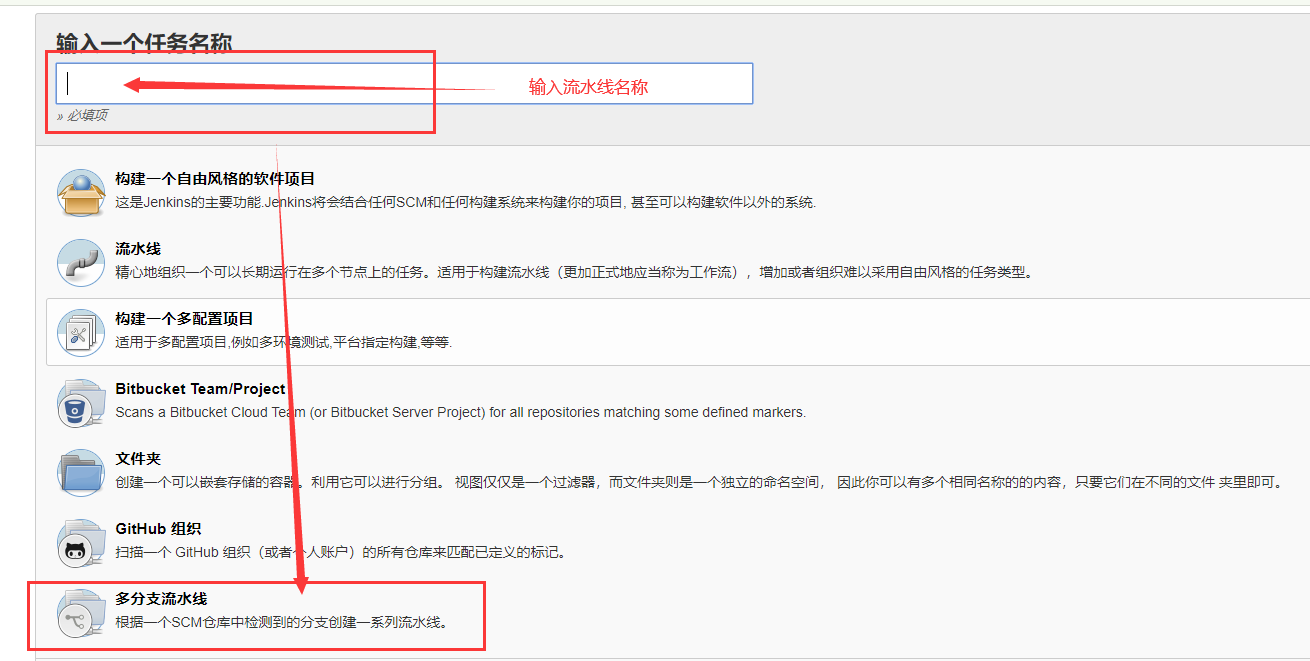 输入一个任务名称
输入流水线名称
» 必填项
构建一个自由风格的软件项目
这是Jenkins的主要功能.Jenkins将会结合任何SCM和任何构建系统来构建你的项目, 甚至可以构建软件以外的系统.
流水线
精心地组织一个可以长期运行在多个节点上的任务。适用于构建流水线（更加正式地应当称为工作流），增加或者组织难以采用自由风格的任务类型。
构建一个多配置项目
适用于多配置项目,例如多环境测试,平台指定构建,等等.
Bitbucket Team/Project
Scans a Bitbucket Cloud Team (or Bitbucket Server Project) for all repositories matching some defined markers.
文件夹
创建一个可以嵌套存储的容器。利用它可以进行分组。 视图仅仅是一个过滤器，而文件夹则是一个独立的命名空间， 因此你可以有多个相同名称的的内容，只要它们在不同的文件 夹里即可。
GitHub 组织
扫描一个 GitHub 组织（或者个人账户）的所有仓库来匹配已定义的标记。
多分支流水线
根据一个SCM仓库中检测到的分支创建一系列流水线。